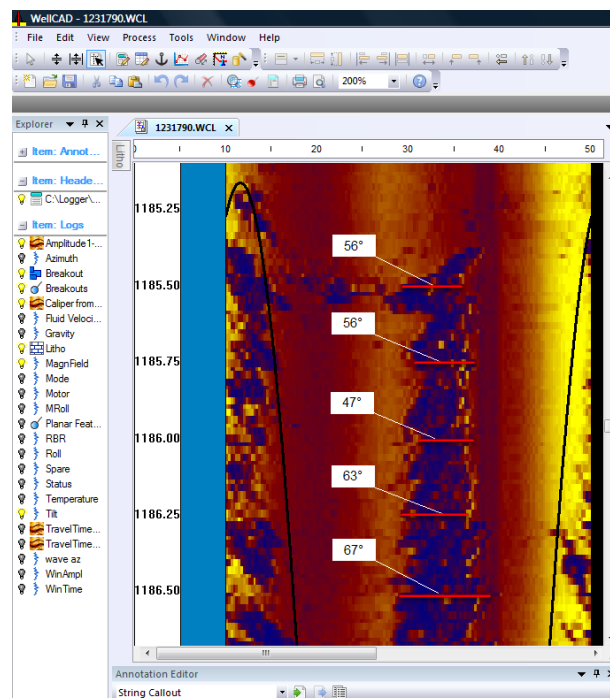 WellCAD - 1231790.WCL
File Edit View Process Tools Window Help
200%
Explorer
1231790.WCL
Item: Annot...
Litho
0 10 20 30 40 50
Item: Heade...
C:\Logger\...
Item: Logs
Amplitude1-...
Azimuth
Breakout
Breakouts
Caliper from...
Fluid Veloci...
Gravity
Litho
MagnField
Mode
Motor
MRoll
Planar Feat...
RBR
Roll
Spare
Status
Temperature
Tilt
TravelTime...
TravelTime...
wave az
WinAmpl
WinTime
1185.25
56°
1185.50
56°
1185.75
47°
1186.00
63°
1186.25
67°
1186.50
Annotation Editor
String Callout